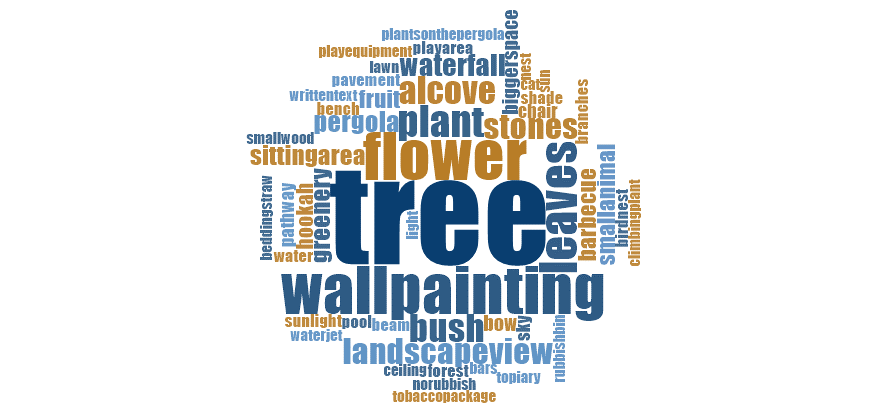 plantsonthepergola
playequipment playarea
lawn waterfall biggerspace nest sun
pavement alcove cat
writtentext fruit shade branches
bench chair
pergola plant stones
smallwood flower
sittingarea leaves smallanimal
tree barbecue
beddingstraw pathway hookah greenery light birdnest climbingplant
water
wallpainting
sunlight pool beam bush bow sky rubbishbin
waterjet
landscapeview
ceiling forest bars topiary
norubbish
tobaccopackage